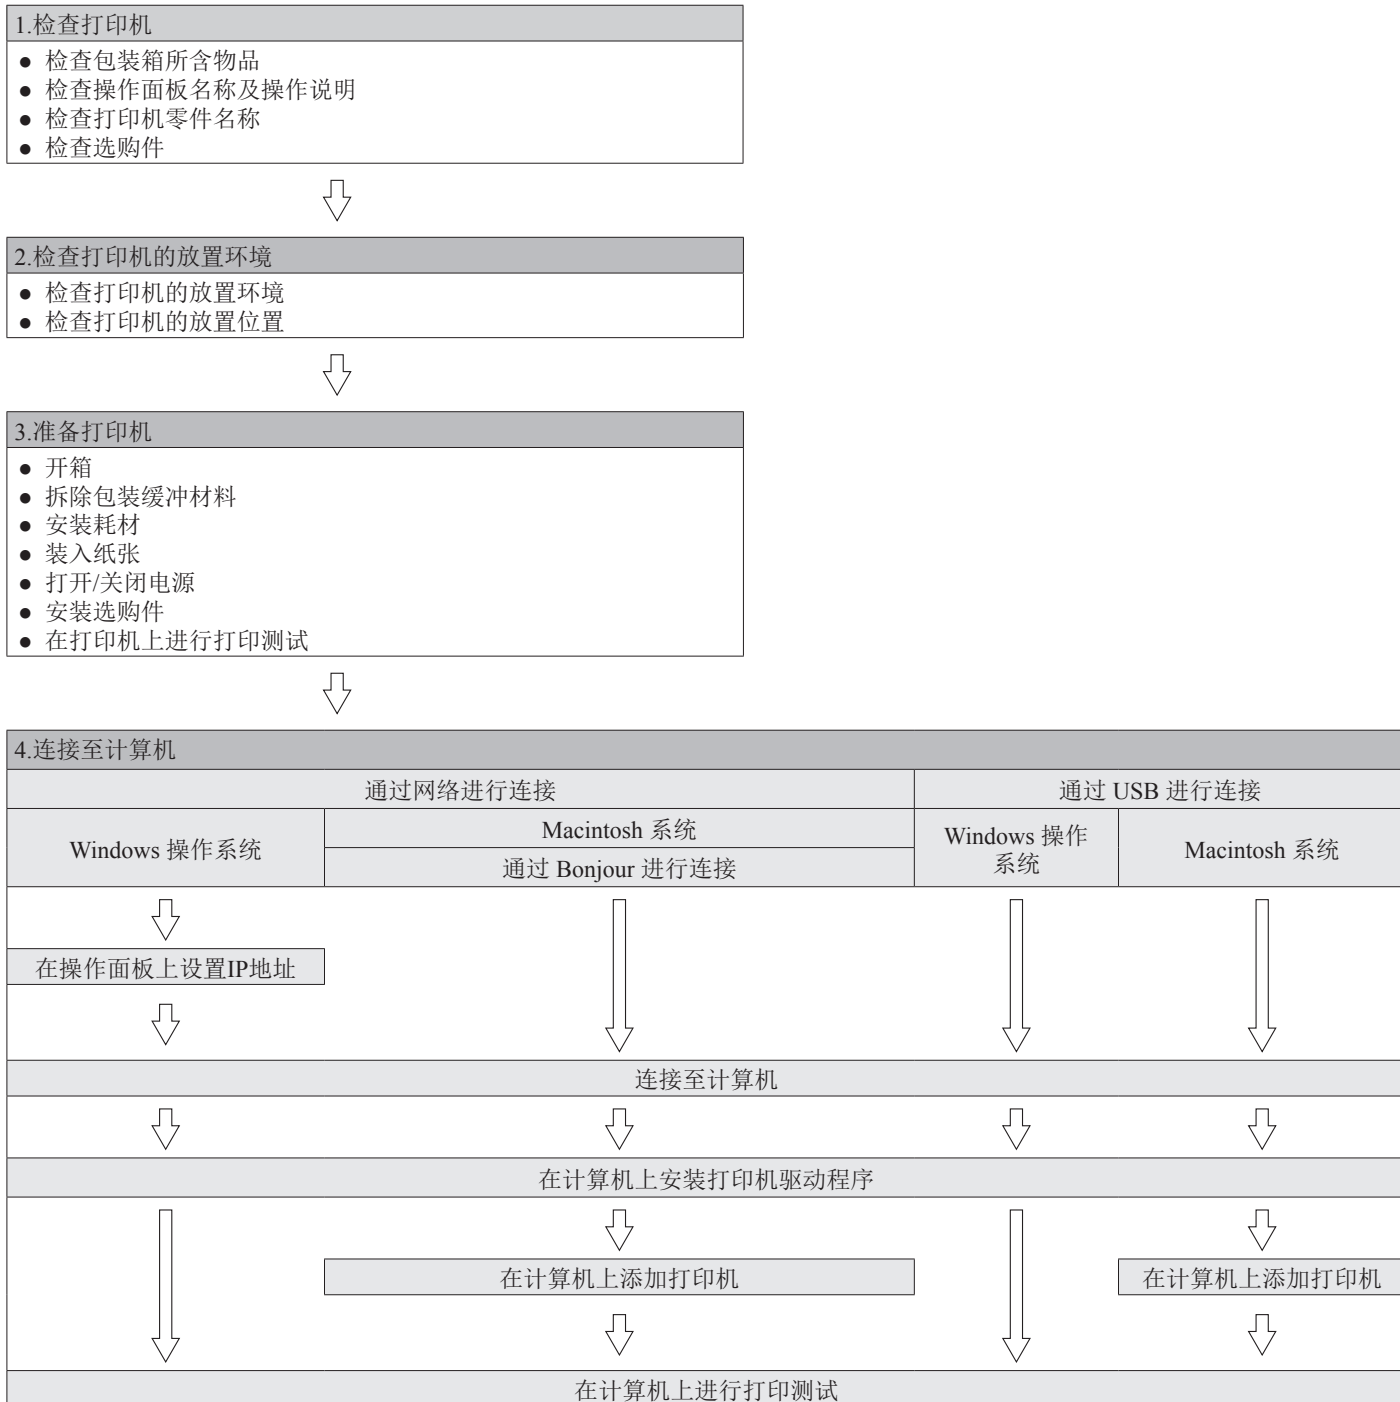 1.检查打印机
● 检查包装箱所含物品
● 检查操作面板名称及操作说明
● 检查打印机零件名称
● 检查选购件
2.检查打印机的放置环境
● 检查打印机的放置环境
● 检查打印机的放置位置
3.准备打印机
● 开箱
● 拆除包装缓冲材料
● 安装耗材
● 装入纸张
● 打开/关闭电源
● 安装选购件
● 在打印机上进行打印测试
4.连接至计算机
通过网络进行连接
通过 USB 进行连接
Windows 操作系统
Macintosh 系统
通过 Bonjour 进行连接
Windows 操作
系统
Macintosh 系统
在操作面板上设置IP地址
连接至计算机
在计算机上安装打印机驱动程序
在计算机上添加打印机
在计算机上添加打印机
在计算机上进行打印测试